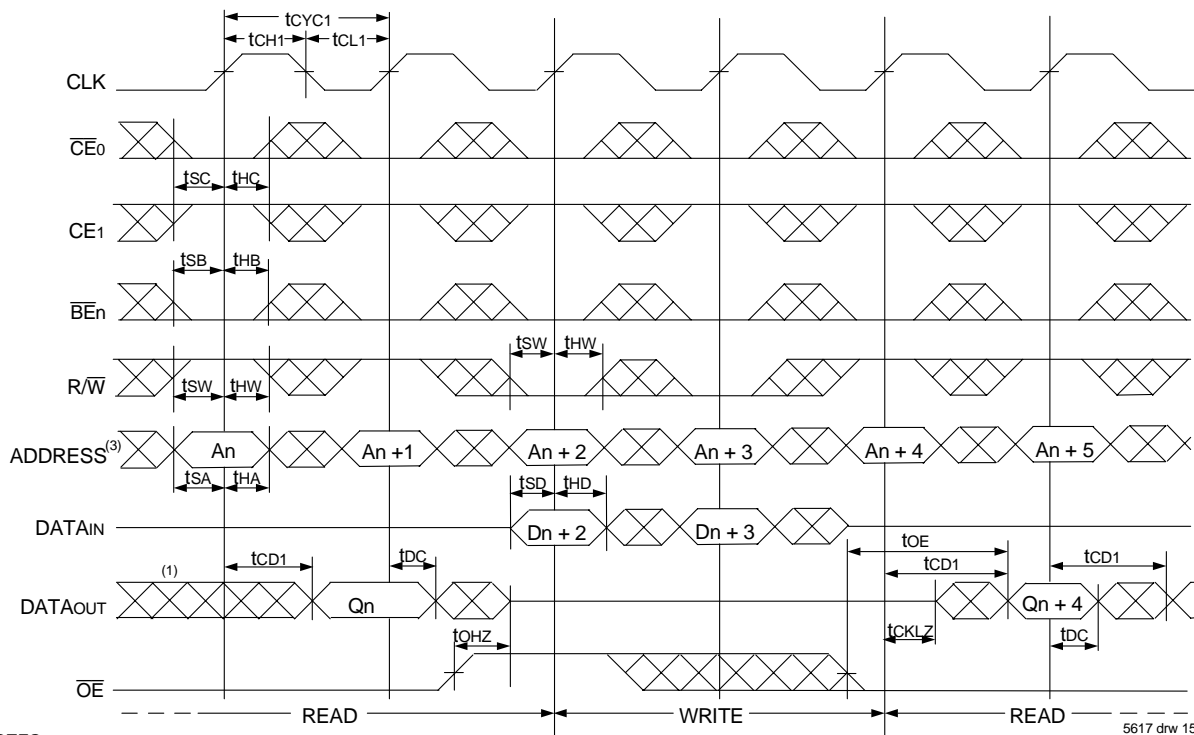 tCYC1
tCH1 tCL1
CLK
CE0
tSC tHC
CE1
tSB tHB
BEn
tSW tHW
R/W
tSW tHW
ADDRESS(3) An An + 1 An + 2 An + 3 An + 4 An + 5
tSA tHA
tSD tHD
DATAIN Dn + 2 Dn + 3
tOE
tCD1 tDC tCD1 tCD1
(1)
DATAOUT Qn Qn + 4
tOHZ tCKLZ tDC
OE
READ WRITE READ
5617 drw 15